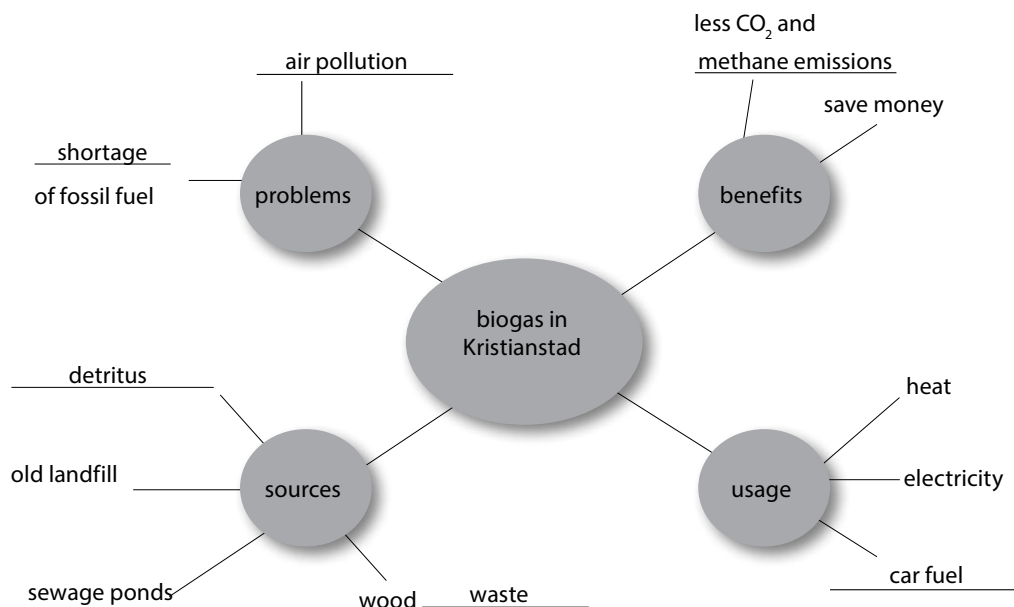 air pollution
shortage
of fossil fuel
problems
less CO₂ and
methane emissions
save money
benefits
biogas in
Kristianstad
detritus
old landfill
sources
sewage ponds
wood waste
heat
electricity
usage
car fuel